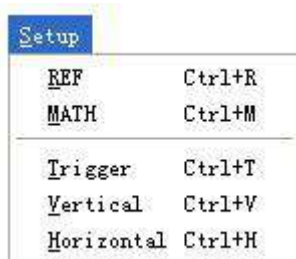 Setup
REF Ctrl+R
MATH Ctrl+M
Trigger Ctrl+T
Vertical Ctrl+V
Horizontal Ctrl+H